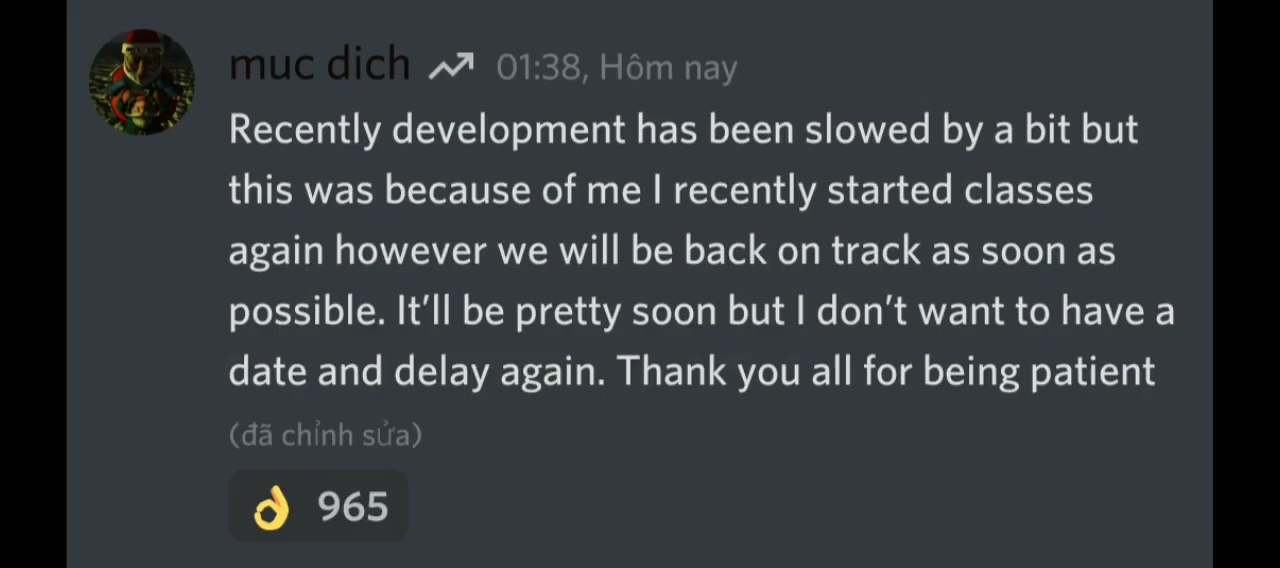 muc dich 01:38, Hôm nay
Recently development has been slowed by a bit but
this was because of me I recently started classes
again however we will be back on track as soon as
possible. It’ll be pretty soon but I don’t want to have a
date and delay again. Thank you all for being patient
(đã chỉnh sửa)
👌 965